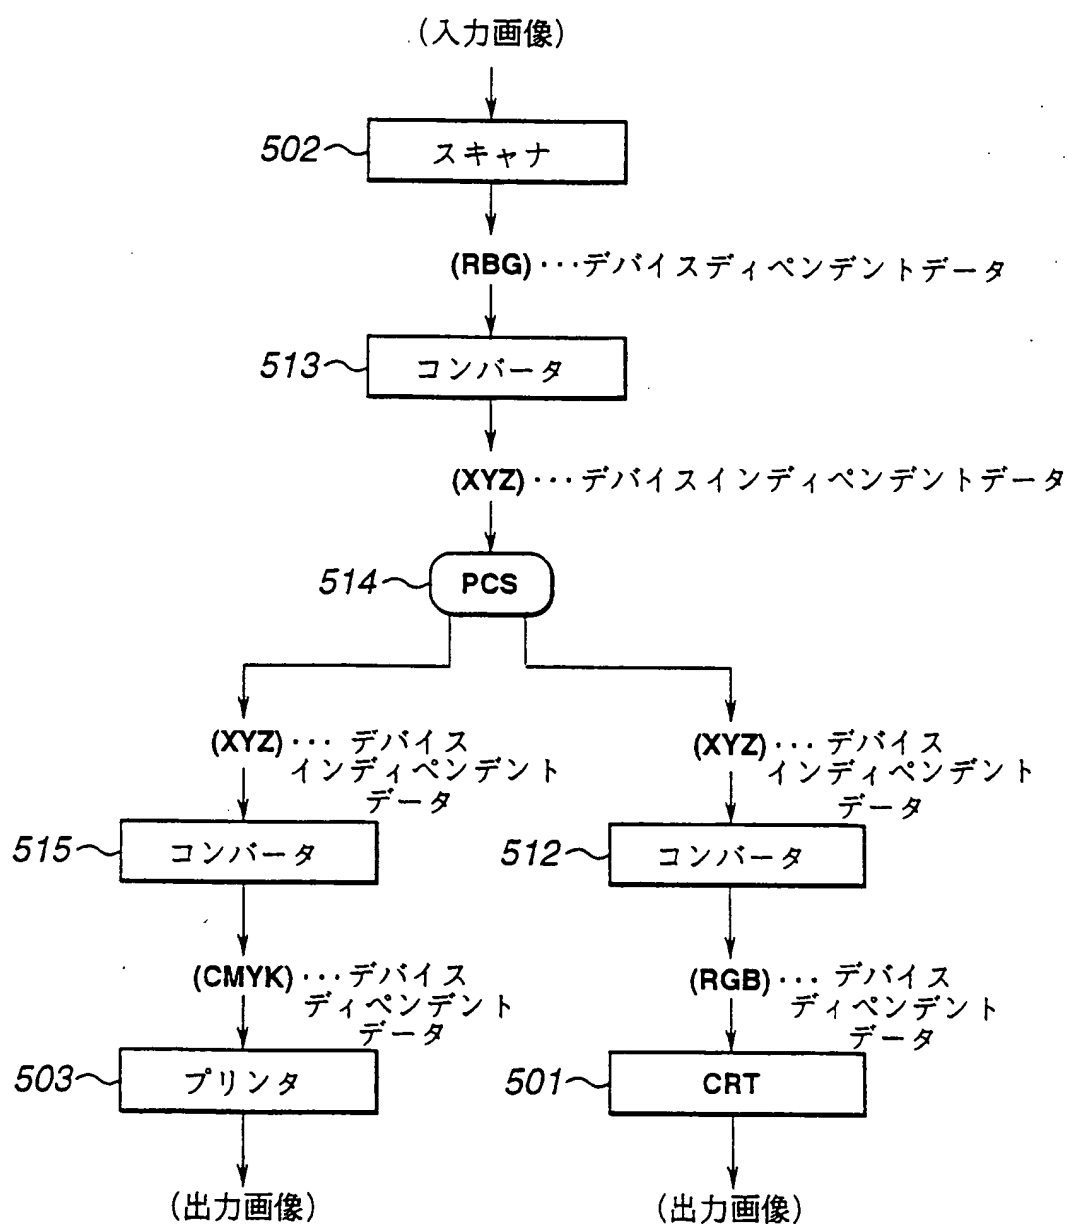 (入力画像)
502
スキャナ
(RBG)···デバイスディペンデントデータ
513
コンバータ
(XYZ)···デバイスインディペンデントデータ
514
PCS
(XYZ)··· デバイス
インディペンデント
データ
515
コンバータ
(CMYK)···デバイス
ディペンデント
データ
503
プリンタ
(出力画像)
(XYZ)··· デバイス
インディペンデント
データ
512
コンバータ
(RGB)··· デバイス
ディペンデント
データ
501
CRT
(出力画像)